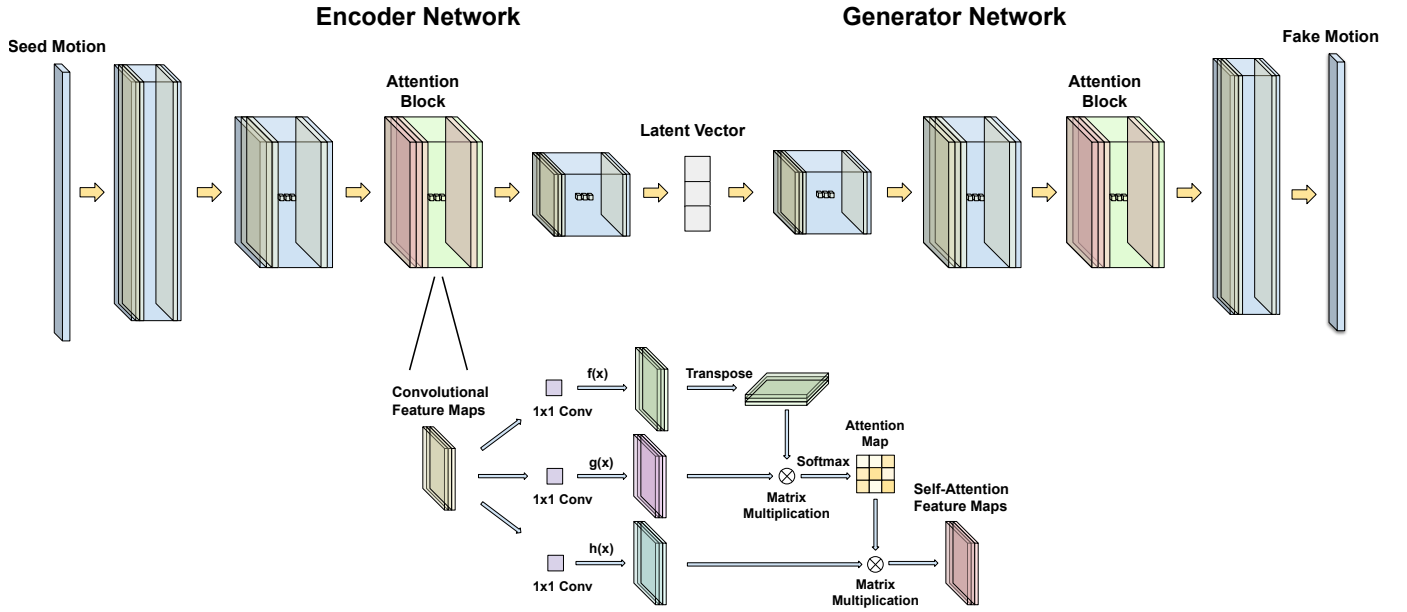 Encoder Network
Generator Network
Seed Motion
Fake Motion
Attention
Block
Attention
Block
Latent Vector
Convolutional
Feature Maps
f(x)
1x1 Conv
Transpose
g(x)
1x1 Conv
Softmax
Matrix
Multiplication
Attention
Map
Self-Attention
Feature Maps
h(x)
1x1 Conv
Matrix
Multiplication